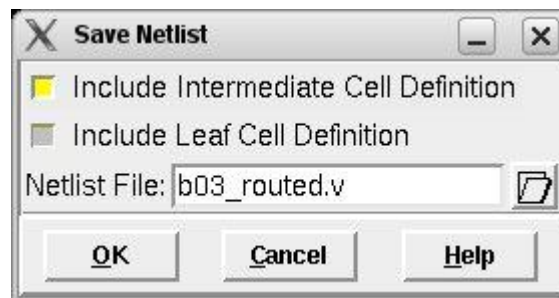 Save Netlist
Include Intermediate Cell Definition
Include Leaf Cell Definition
Netlist File: b03_routed.v
OK Cancel Help